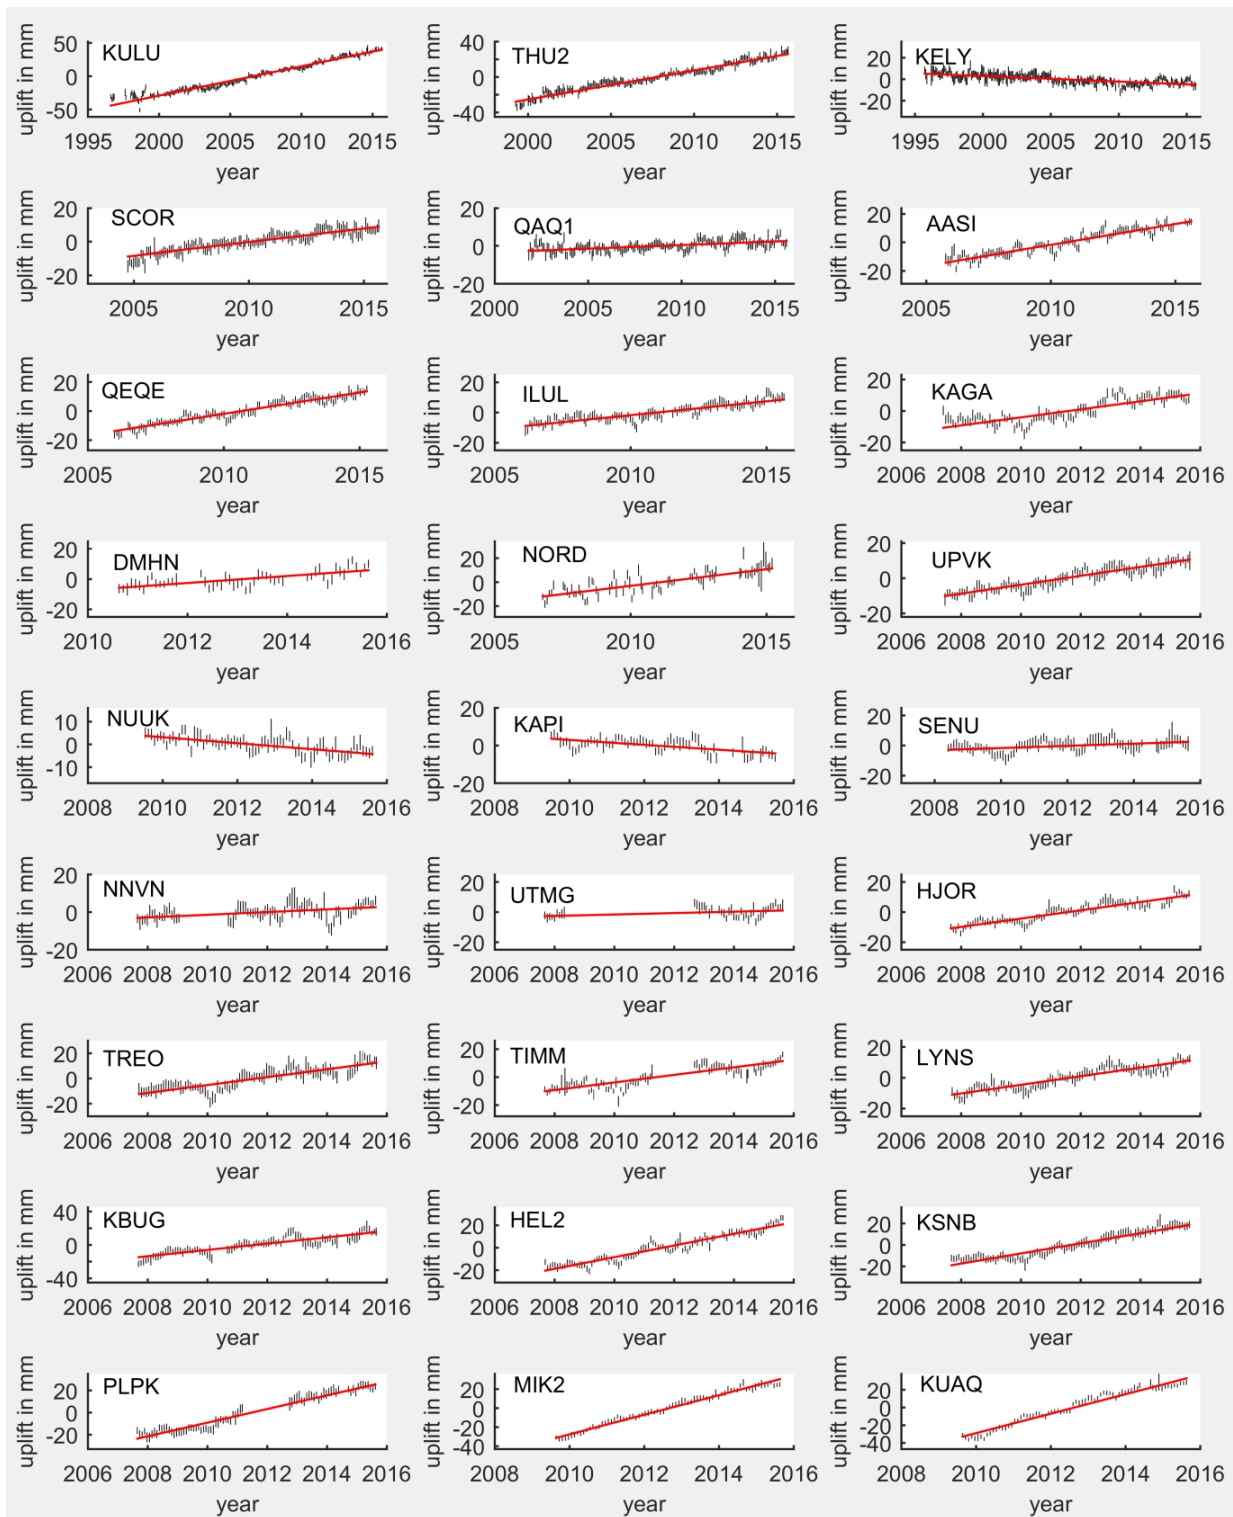 uplift in mm
KULU
50
0
-50
1995 2000 2005 2010 2015
year
uplift in mm
THU2
40
0
-40
2000 2005 2010 2015
year
uplift in mm
KELY
20
0
-20
1995 2000 2005 2010 2015
year
uplift in mm
SCOR
20
0
-20
2005 2010 2015
year
uplift in mm
QAQ1
20
0
-20
2000 2005 2010 2015
year
uplift in mm
AASI
20
0
-20
2005 2010 2015
year
uplift in mm
QEQE
20
0
-20
2005 2010 2015
year
uplift in mm
ILUL
20
0
-20
2005 2010 2015
year
uplift in mm
KAGA
20
0
-20
2006 2008 2010 2012 2014 2016
year
uplift in mm
DMHN
20
0
-20
2010 2012 2014 2016
year
uplift in mm
NORD
20
0
-20
2005 2010 2015
year
uplift in mm
UPVK
20
0
-20
2006 2008 2010 2012 2014 2016
year
uplift in mm
NUUK
10
0
-10
2008 2010 2012 2014 2016
year
uplift in mm
KAPI
20
0
-20
2008 2010 2012 2014 2016
year
uplift in mm
SENU
20
0
-20
2008 2010 2012 2014 2016
year
uplift in mm
NNVN
20
0
-20
2006 2008 2010 2012 2014 2016
year
uplift in mm
UTMG
20
0
-20
2006 2008 2010 2012 2014 2016
year
uplift in mm
HJOR
20
0
-20
2006 2008 2010 2012 2014 2016
year
uplift in mm
TREO
20
0
-20
2006 2008 2010 2012 2014 2016
year
uplift in mm
TIMM
20
0
-20
2006 2008 2010 2012 2014 2016
year
uplift in mm
LYNS
20
0
-20
2006 2008 2010 2012 2014 2016
year
uplift in mm
KBUG
40
0
-40
2006 2008 2010 2012 2014 2016
year
uplift in mm
HEL2
20
0
-20
2006 2008 2010 2012 2014 2016
year
uplift in mm
KSNB
20
0
-20
2006 2008 2010 2012 2014 2016
year
uplift in mm
PLPK
20
0
-20
2006 2008 2010 2012 2014 2016
year
uplift in mm
MIK2
20
0
-20
-40
2010 2012 2014 2016
year
uplift in mm
KUAQ
20
0
-40
2008 2010 2012 2014 2016
year